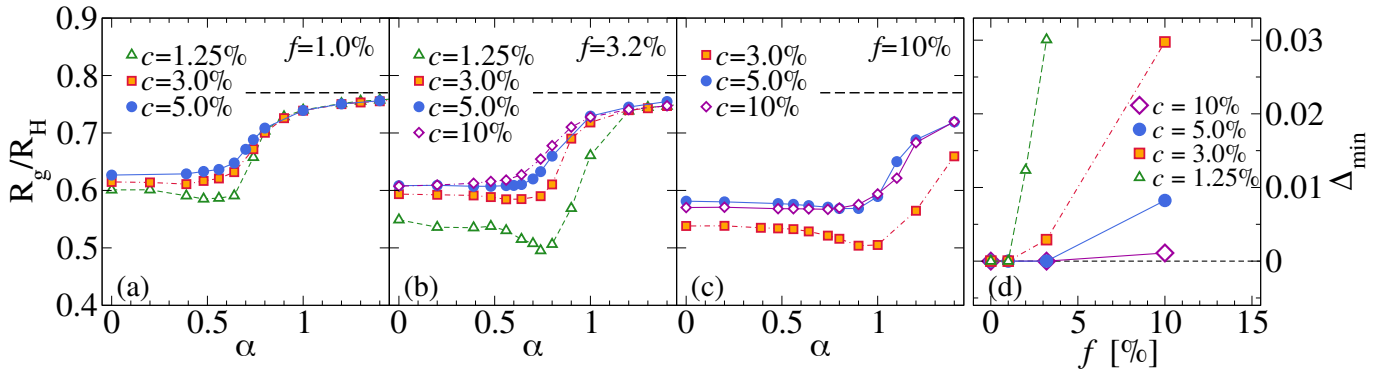 0.9
0.8
0.7
0.6
0.5
0.4
R_g/R_H
c=1.25%
c=3.0%
c=5.0%
f=1.0%
(a)
0
0.5
1
α
c=1.25%
c=3.0%
c=5.0%
c=10%
f=3.2%
(b)
0
0.5
1
α
c=3.0%
c=5.0%
c=10%
f=10%
(c)
0
0.5
1
α
c = 10%
c = 5.0%
c = 3.0%
c = 1.25%
(d)
0
5
10
15
f [%]
0.03
0.02
0.01
0
Δ_min